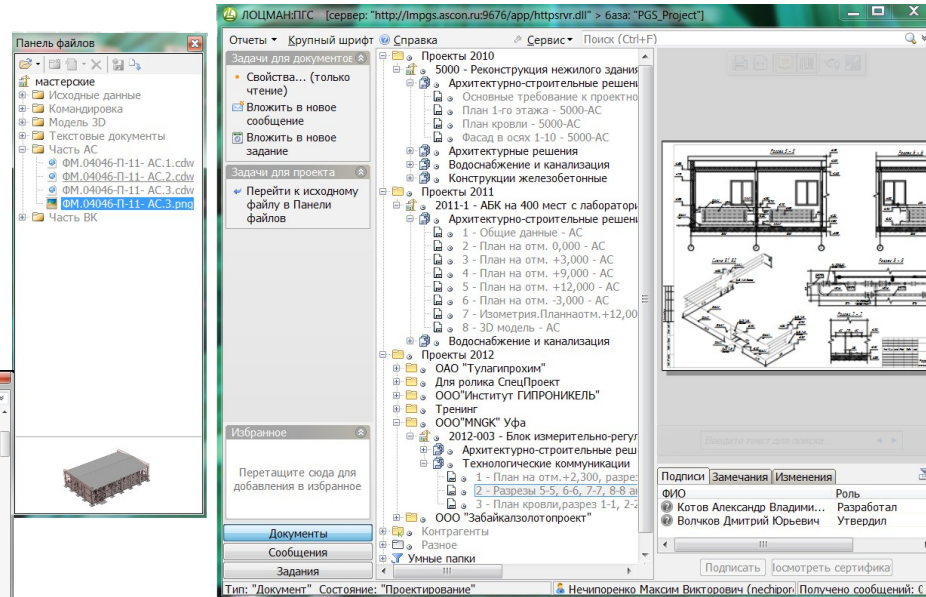 Панель файлов
мастерские
Исходные данные
Командировка
Модель 3D
Текстовые документы
Часть АС
ФМ.04046-П-11- АС.1.cdw
ФМ.04046-П-11- АС.2.cdw
ФМ.04046-П-11- АС.3.cdw
ФМ.04046-П-11- АС.3.png
Часть ВК
ЛОЦМАН:ПГС [сервер: "http://lmpgs.ascon.ru:9676/app/httpsrvr.dll" > база: "PGS_Project"]
Отчеты Крупный шрифт Справка Сервис Поиск (Ctrl+F)
Задачи для документов
Свойства... (только
чтение)
Вложить в новое
сообщение
Вложить в новое
задание
Задачи для проекта
Перейти к исходному
файлу в Панели
файлов
Избранное
Перетащите сюда для
добавления в избранное
Документы
Сообщения
Задания
Проекты 2010
5000 - Реконструкция нежилого здания
Архитектурно-строительные решен
Основные требование к проектно
План 1-го этажа - 5000-АС
План кровли - 5000-АС
Фасад в осях 1-10 - 5000-АС
Архитектурные решения
Водоснабжение и канализация
Конструкции железобетонные
Проекты 2011
2011-1 - АБК на 400 мест с лаборатори
Архитектурно-строительные решен
1 - Общие данные - АС
2 - План на отм. 0,000 - АС
3 - План на отм. +3,000 - АС
4 - План на отм. +9,000 - АС
5 - План на отм. +12,000 - АС
6 - План на отм. -3,000 - АС
7 - Изометрия.Планнаотм.+12,00
8 - 3D модель - АС
Водоснабжение и канализация
Проекты 2012
ОАО "Тулагипрохим"
Для ролика СпецПроект
ООО"Институт ГИПРОНИКЕЛЬ"
Тренинг
ООО"MNGK" Уфа
2012-003 - Блок измерительно-регул
Архитектурно-строительные реш
Технологические коммуникации
1 - План на отм.+2,300, разрез
2 - Разрезы 5-5, 6-6, 7-7, 8-8 ак
3 - План кровли,разрез 1-1, 2-2
ООО "Забайкалзолотопроект"
Контрагенты
Разное
Умные папки
Введите текст для поиска...
Подписи Замечания Изменения
ФИО Роль
Котов Александр Владими... Разработал
Волчков Дмитрий Юрьевич Утвердил
Подписать Посмотреть сертифика
Тип: "Документ" Состояние: "Проектирование" Нечипоренко Максим Викторович (nechipor Получено сообщений: 0